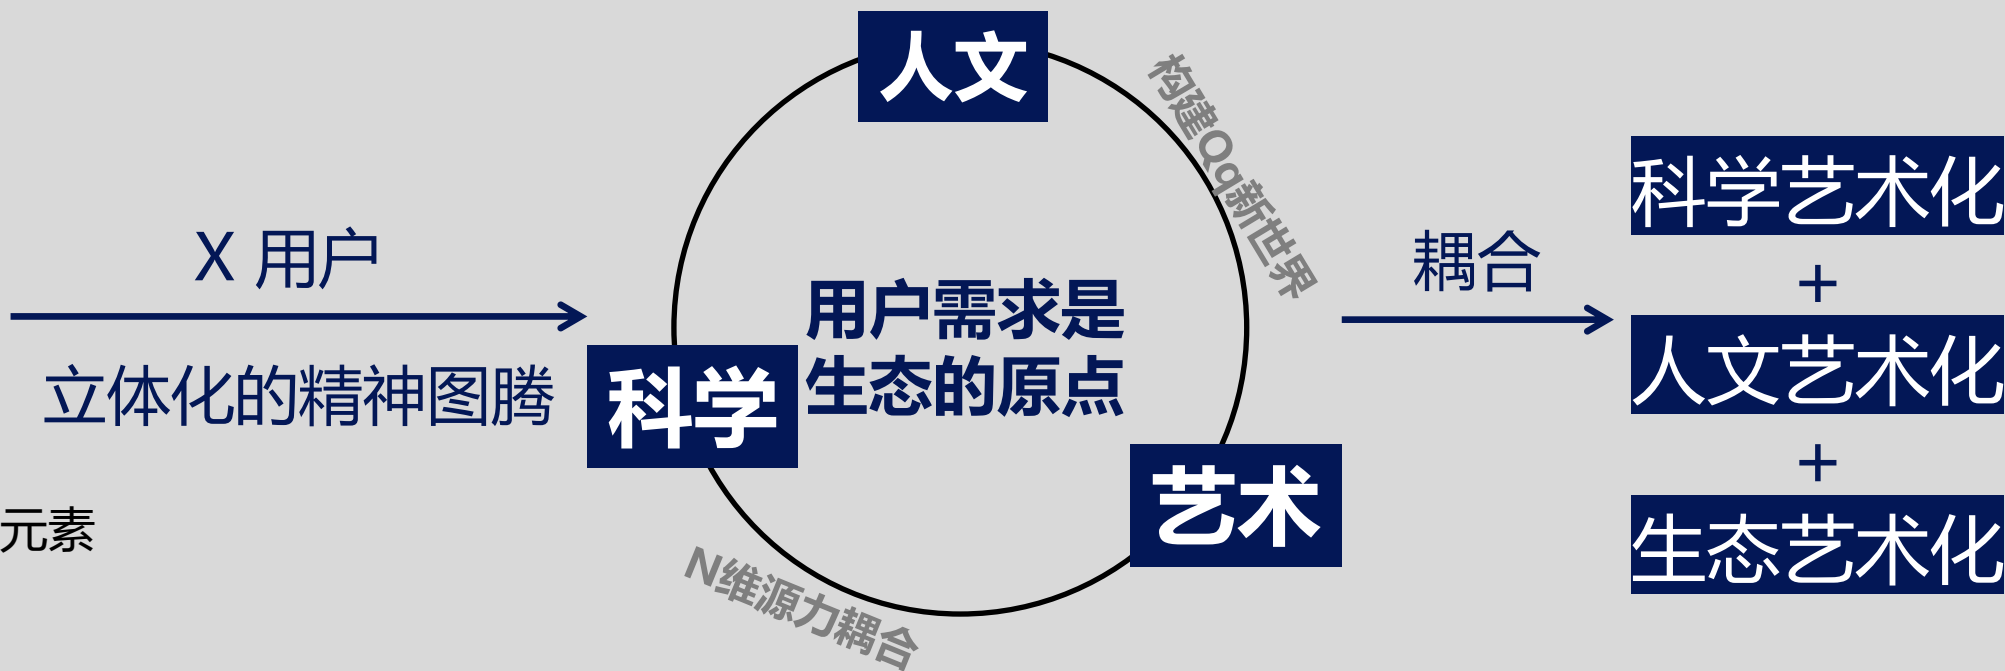 人文
构建Qq新世界
科学艺术化
X 用户
耦合
+
用户需求是
生态的原点
人文艺术化
立体化的精神图腾
科学
+
艺术
元素
生态艺术化
N维源力耦合